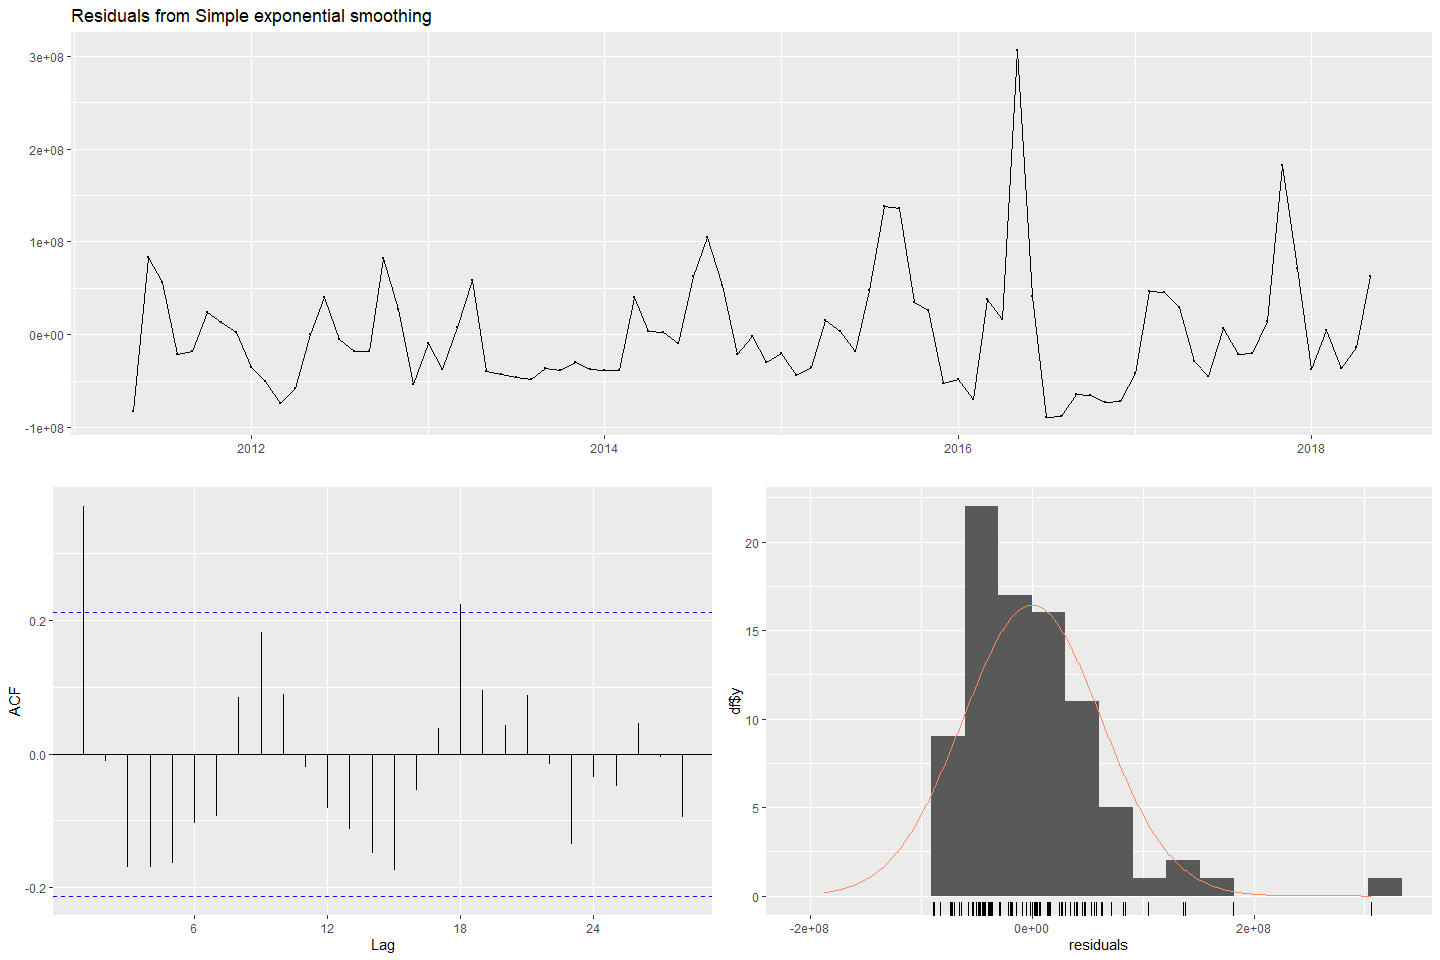 Residuals from Simple exponential smoothing
3e+08
2e+08
1e+08
0e+00
-1e+08
2012 2014 2016 2018
ACF
0.2
0.0
-0.2
6 12 18 24
Lag
df$y
20
15
10
5
0
-2e+08 0e+00 2e+08
residuals